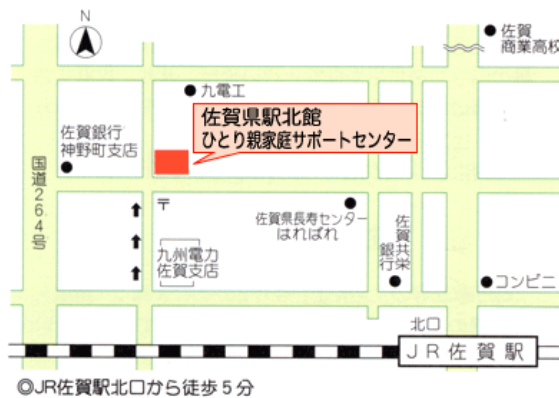 N
佐賀
商業高校
九電工
佐賀県駅北館
ひとり親家庭サポートセンター
佐賀銀行
神野町支店
国道264号
〒
佐賀県長寿センター
はればれ
九州電力
佐賀支店
佐賀共栄
銀行
コンビニ
北口
JR佐賀駅
◎JR佐賀駅北口から徒歩5分